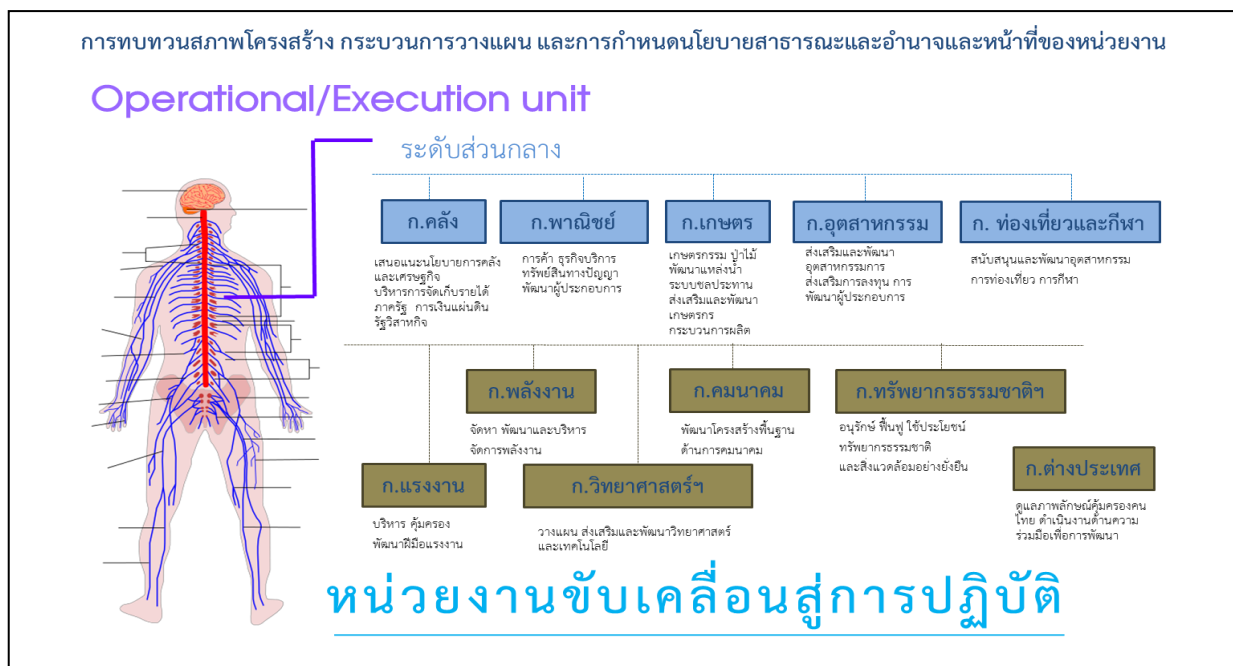 การทบทวนสภาพโครงสร้าง กระบวนการวางแผน และการกำหนดนโยบายสาธารณะและอำนาจและหน้าที่ของหน่วยงาน
Operational/Execution unit
ระดับส่วนกลาง
ก.คลัง
เสนอแนะนโยบายการคลัง
และเศรษฐกิจ
บริหารการจัดเก็บรายได้
ภาครัฐ การเงินแผ่นดิน
รัฐวิสาหกิจ
ก.พาณิชย์
การค้า ธุรกิจบริการ
ทรัพย์สินทางปัญญา
พัฒนาผู้ประกอบการ
ก.เกษตร
เกษตรกรรม ป่าไม้
พัฒนาแหล่งน้ำ
ระบบชลประทาน
ส่งเสริมและพัฒนา
เกษตรกร
กระบวนการผลิต
ก.อุตสาหกรรม
ส่งเสริมและพัฒนา
อุตสาหกรรมการ
ส่งเสริมการลงทุน การ
พัฒนาผู้ประกอบการ
ก. ท่องเที่ยวและกีฬา
สนับสนุนและพัฒนาอุตสาหกรรม
การท่องเที่ยว การกีฬา
ก.พลังงาน
จัดหา พัฒนาและบริหาร
จัดการพลังงาน
ก.คมนาคม
พัฒนาโครงสร้างพื้นฐาน
ด้านการคมนาคม
ก.ทรัพยากรธรรมชาติฯ
อนุรักษ์ ฟื้นฟู ใช้ประโยชน์
ทรัพยากรธรรมชาติ
และสิ่งแวดล้อมอย่างยั่งยืน
ก.แรงงาน
บริหาร คุ้มครอง
พัฒนาฝีมือแรงงาน
ก.วิทยาศาสตร์ฯ
วางแผน ส่งเสริมและพัฒนาวิทยาศาสตร์
และเทคโนโลยี
ก.ต่างประเทศ
ดูแลภาพลักษณ์คุ้มครองคน
ไทย ดำเนินงานด้านความ
ร่วมมือเพื่อการพัฒนา
หน่วยงานขับเคลื่อนสู่การปฏิบัติ